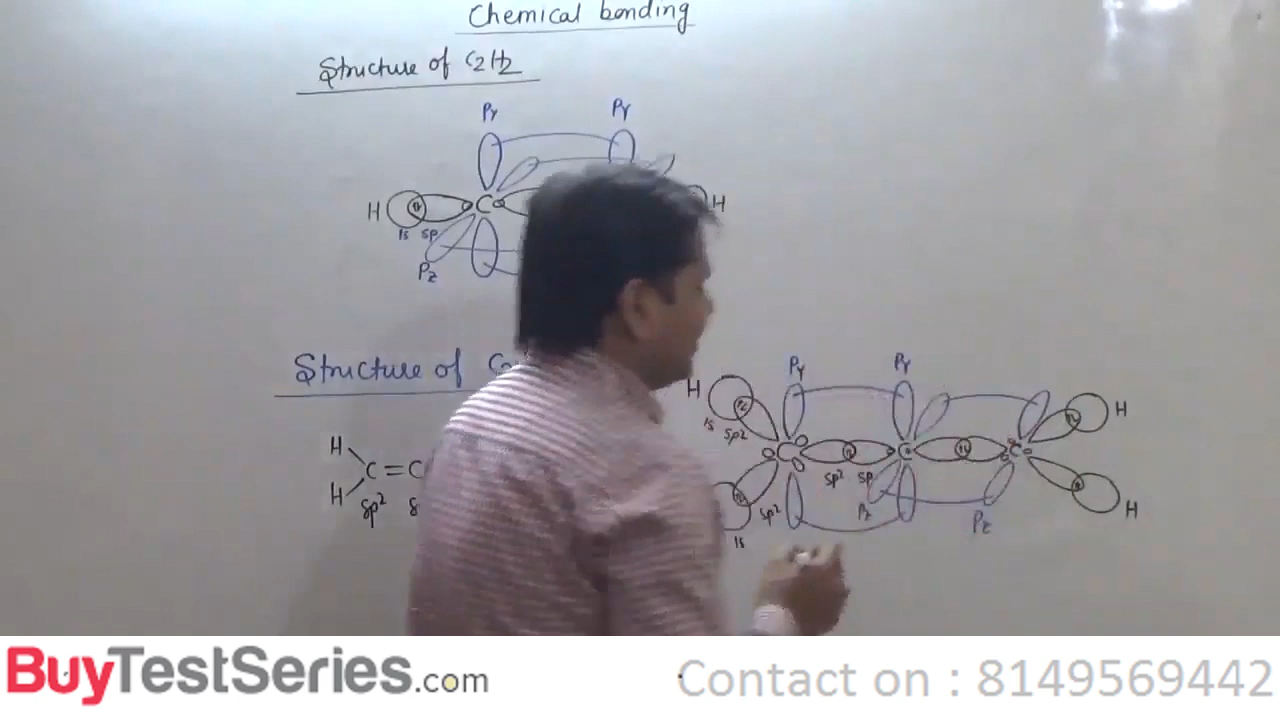 Chemical bonding
Structure of C2H2
Py Py
H C H
1s sp
Pz
Structure of
H
C=C
H
sp2
Py Py
H H
1s sp2
C C C
sp2 sp
sp2 Pz Pz
1s H
BuyTestSeries.com
Contact on : 8149569442